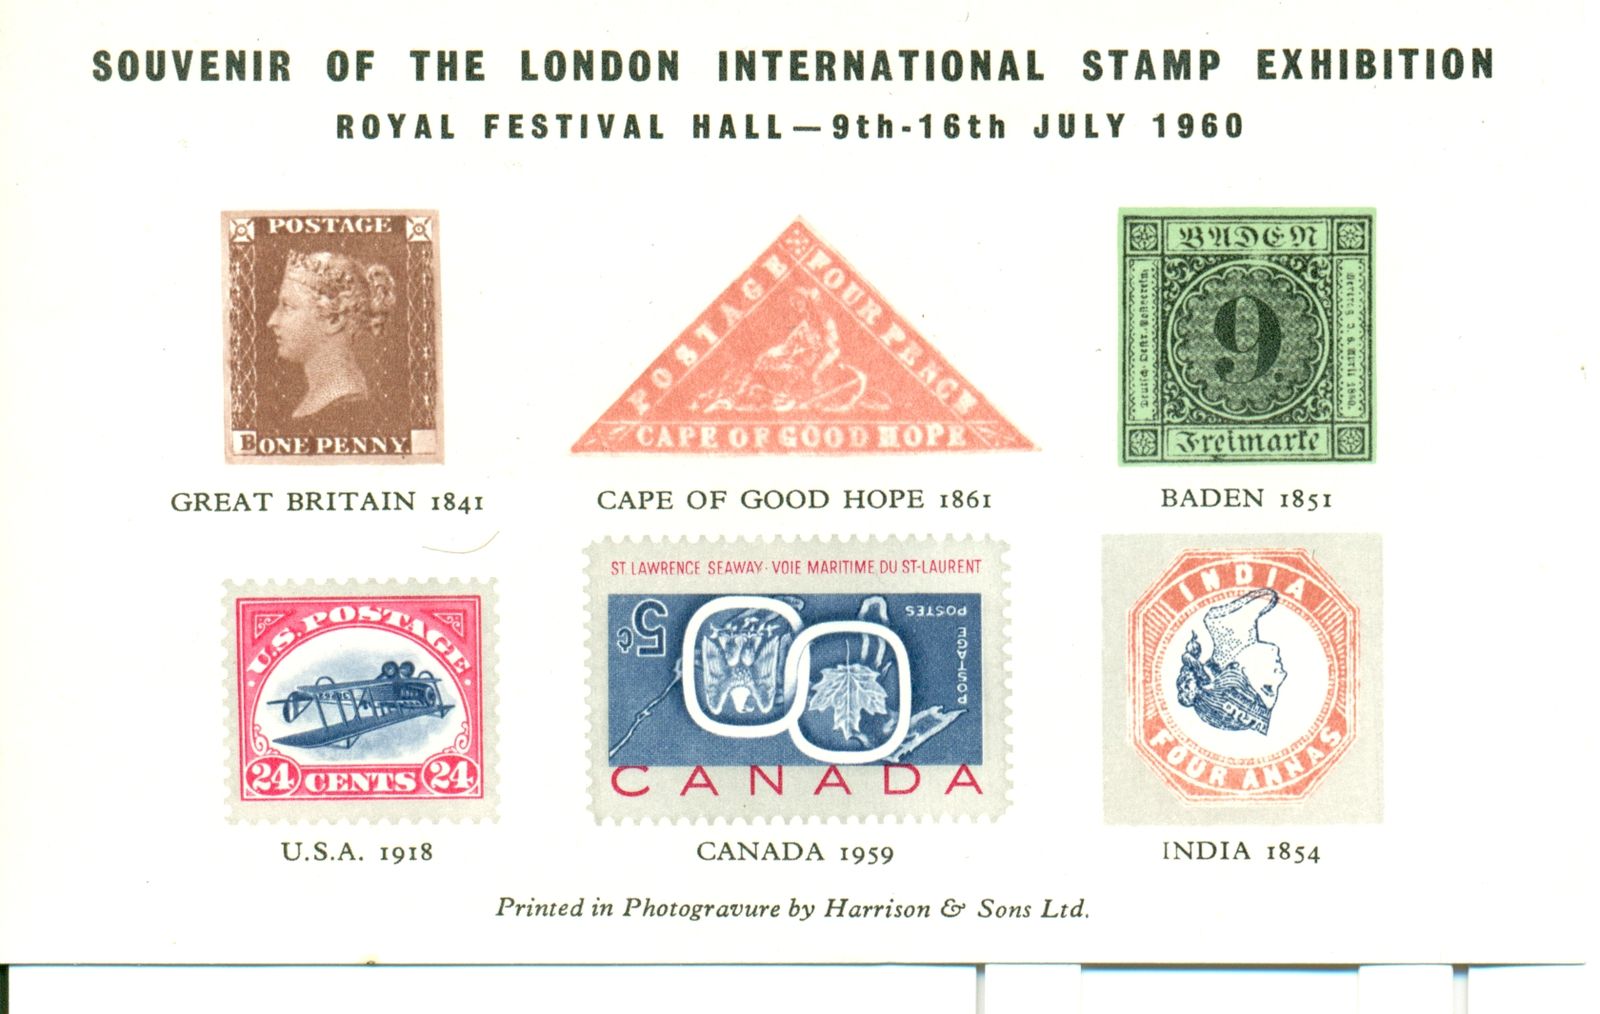 SOUVENIR OF THE LONDON INTERNATIONAL STAMP EXHIBITION
ROYAL FESTIVAL HALL—9th-16th JULY 1960
POSTAGE
B ONE PENNY.
GREAT BRITAIN 1841
POSTAGE
FOUR PENCE
CAPE OF GOOD HOPE
CAPE OF GOOD HOPE 1861
BADEN
9.
Freimarke
BADEN 1851
U.S. POSTAGE
24 CENTS 24
U.S.A. 1918
ST. LAWRENCE SEAWAY · VOIE MARITIME DU ST-LAURENT
5¢
POSTES
POSTAGE
CANADA
CANADA 1959
INDIA
FOUR ANNAS
INDIA 1854
Printed in Photogravure by Harrison & Sons Ltd.